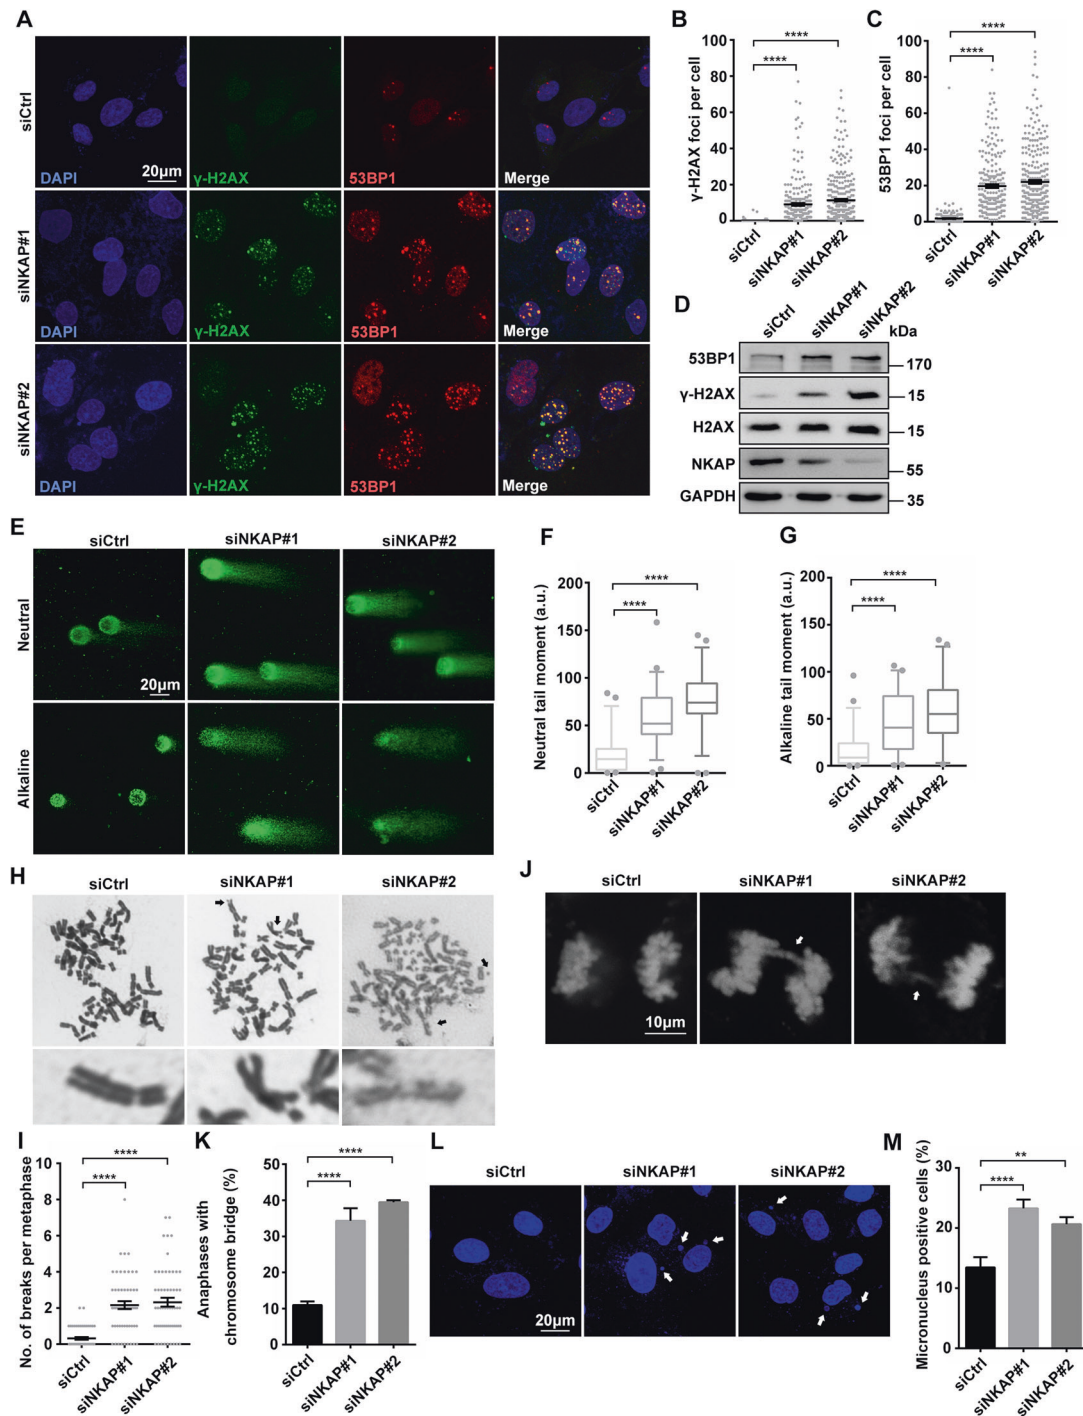 A
siCtrl
DAPI
20μm
γ-H2AX
53BP1
Merge
siNKAP#1
DAPI
γ-H2AX
53BP1
Merge
siNKAP#2
DAPI
γ-H2AX
53BP1
Merge
B
γ-H2AX foci per cell
100
80
60
40
20
0
****
****
siCtrl
siNKAP#1
siNKAP#2
C
53BP1 foci per cell
100
80
60
40
20
0
****
****
siCtrl
siNKAP#1
siNKAP#2
D
siCtrl
siNKAP#1
siNKAP#2
kDa
53BP1
170
γ-H2AX
15
H2AX
15
NKAP
55
GAPDH
35
E
siCtrl
siNKAP#1
siNKAP#2
Neutral
20μm
Alkaline
F
Neutral tail moment (a.u.)
200
150
100
50
0
****
****
siCtrl
siNKAP#1
siNKAP#2
G
Alkaline tail moment (a.u.)
200
150
100
50
0
****
****
siCtrl
siNKAP#1
siNKAP#2
H
siCtrl
siNKAP#1
siNKAP#2
J
siCtrl
siNKAP#1
siNKAP#2
10μm
I
No. of breaks per metaphase
10
8
6
4
2
0
****
****
siCtrl
siNKAP#1
siNKAP#2
K
Anaphases with
chromosome bridge (%)
50
40
30
20
10
0
****
****
siCtrl
siNKAP#1
siNKAP#2
L
siCtrl
siNKAP#1
siNKAP#2
20μm
M
Micronucleus positive cells (%)
30
20
10
0
**
****
siCtrl
siNKAP#1
siNKAP#2